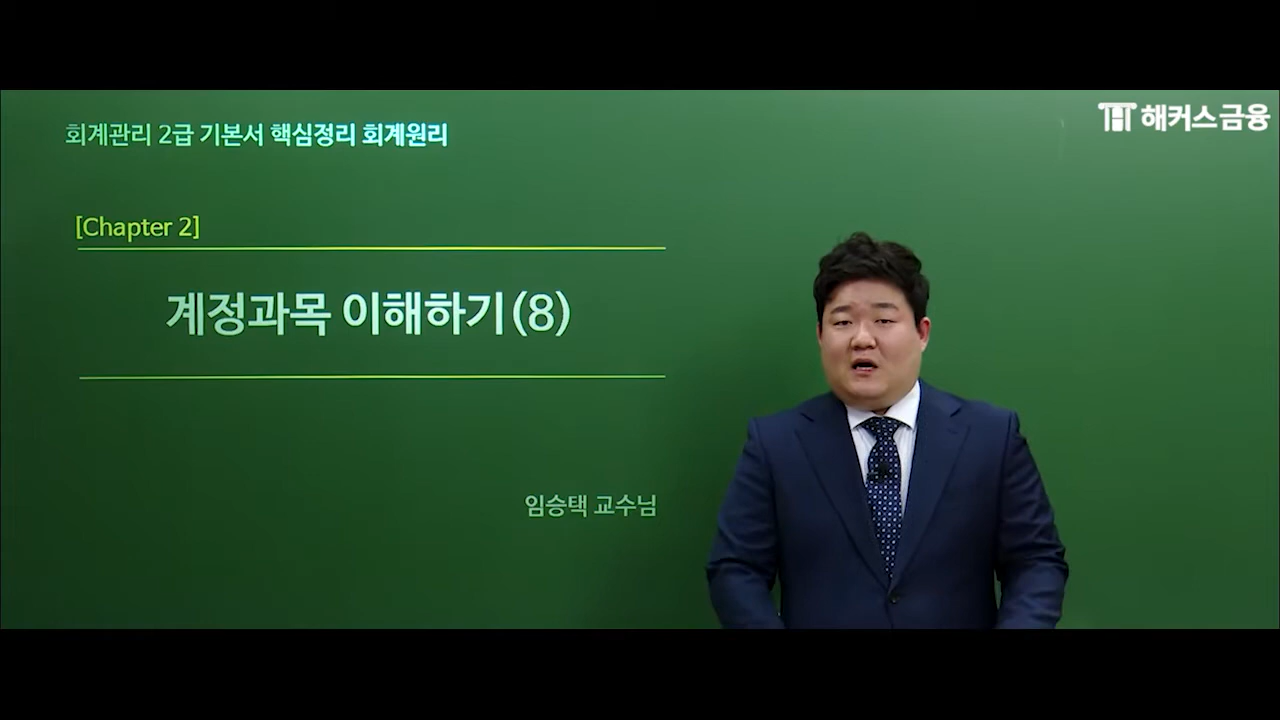 해커스금융
회계관리 2급 기본서 핵심정리 회계원리
[Chapter 2]
계정과목 이해하기(8)
임승택 교수님